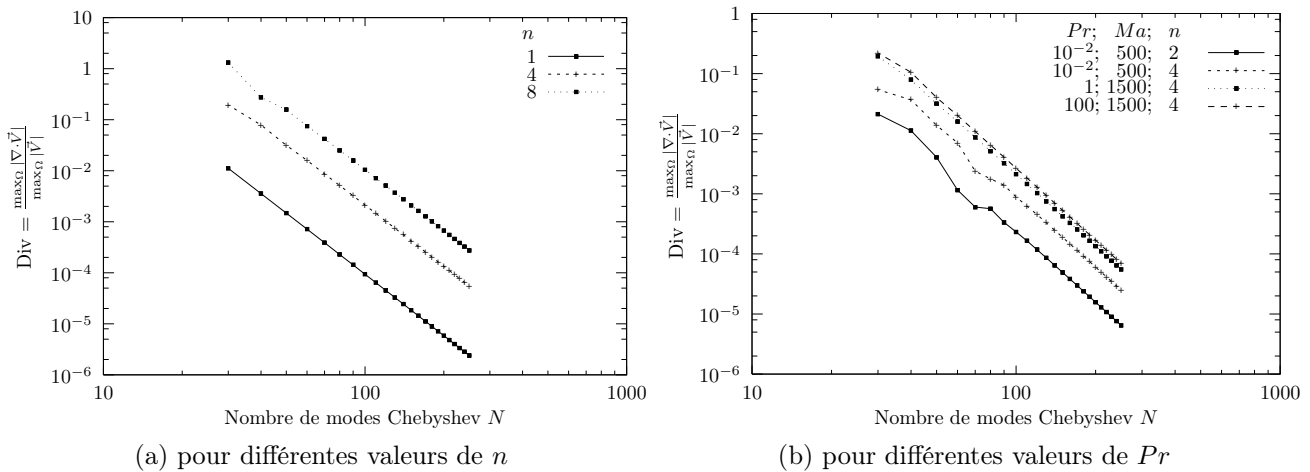 10
1
10⁻¹
10⁻²
10⁻³
10⁻⁴
10⁻⁵
10⁻⁶
10 100 1000
Div = max_Ω |∇·V⃗| / max_Ω |V⃗|
Nombre de modes Chebyshev N
n
1
4
8
(a) pour différentes valeurs de n
1
10⁻¹
10⁻²
10⁻³
10⁻⁴
10⁻⁵
10⁻⁶
10 100 1000
Div = max_Ω |∇·V⃗| / max_Ω |V⃗|
Nombre de modes Chebyshev N
Pr; Ma; n
10⁻²; 500; 2
10⁻²; 500; 4
1; 1500; 4
100; 1500; 4
(b) pour différentes valeurs de Pr